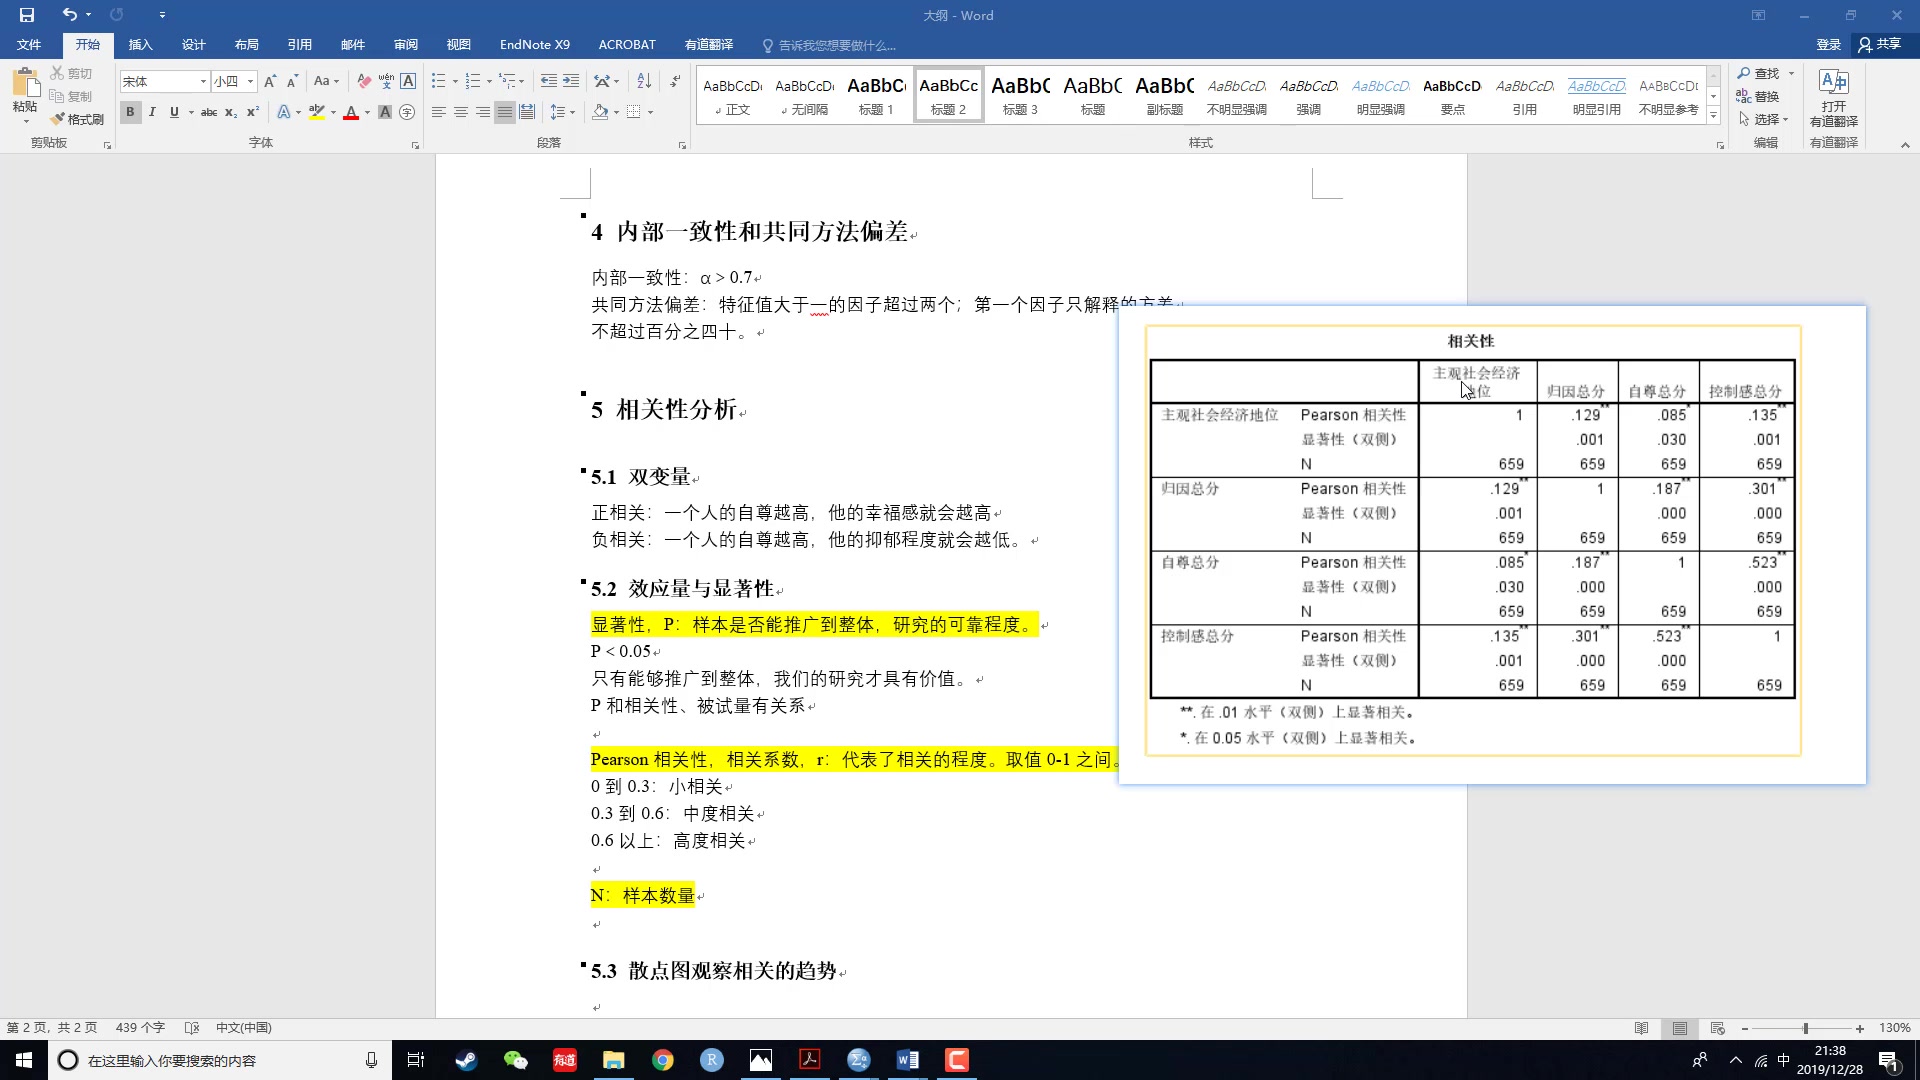 大纲 - Word
文件 开始 插入 设计 布局 引用 邮件 审阅 视图 EndNote X9 ACROBAT 有道翻译 告诉我您想要做什么... 登录 共享
粘贴 剪切 复制 格式刷 剪贴板
宋体 小四 字体
段落
AaBbCcDc 正文
AaBbCcDc 无间隔
AaBbC 标题 1
AaBbCc 标题 2
AaBbC 标题 3
AaBbC 标题
AaBbC 副标题
AaBbCcD 不明显强调
AaBbCcD 强调
AaBbCcD 明显强调
AaBbCcD 要点
AaBbCcD 引用
AaBbCcD 明显引用
AaBbCcD 不明显参考
样式
查找 替换 选择 编辑
打开 有道翻译 有道翻译
4 内部一致性和共同方法偏差
内部一致性：α > 0.7
共同方法偏差：特征值大于一的因子超过两个；第一个因子只解释的方差
不超过百分之四十。
5 相关性分析
5.1 双变量
正相关：一个人的自尊越高，他的幸福感就会越高
负相关：一个人的自尊越高，他的抑郁程度就会越低。
5.2 效应量与显著性
显著性，P：样本是否能推广到整体，研究的可靠程度。
P < 0.05
只有能够推广到整体，我们的研究才具有价值。
P 和相关性、被试量有关系
Pearson 相关性，相关系数，r：代表了相关的程度。取值 0-1 之间。
0 到 0.3：小相关
0.3 到 0.6：中度相关
0.6 以上：高度相关
N：样本数量
5.3 散点图观察相关的趋势
相关性
主观社会经济地位 归因总分 自尊总分 控制感总分
主观社会经济地位 Pearson 相关性 1 .129** .085* .135**
显著性（双侧） .001 .030 .001
N 659 659 659 659
归因总分 Pearson 相关性 .129** 1 .187** .301**
显著性（双侧） .001 .000 .000
N 659 659 659 659
自尊总分 Pearson 相关性 .085* .187** 1 .523**
显著性（双侧） .030 .000 .000
N 659 659 659 659
控制感总分 Pearson 相关性 .135** .301** .523** 1
显著性（双侧） .001 .000 .000
N 659 659 659 659
**. 在 .01 水平（双侧）上显著相关。
*. 在 0.05 水平（双侧）上显著相关。
第 2 页，共 2 页 439 个字 中文(中国) 130%
在这里输入你要搜索的内容
有道
中 21:38
2019/12/28